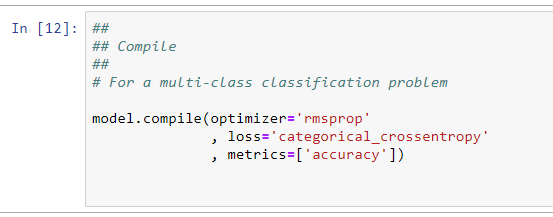 In [12]: ##
## Compile
##
# For a multi-class classification problem
model.compile(optimizer='rmsprop'
, loss='categorical_crossentropy'
, metrics=['accuracy'])